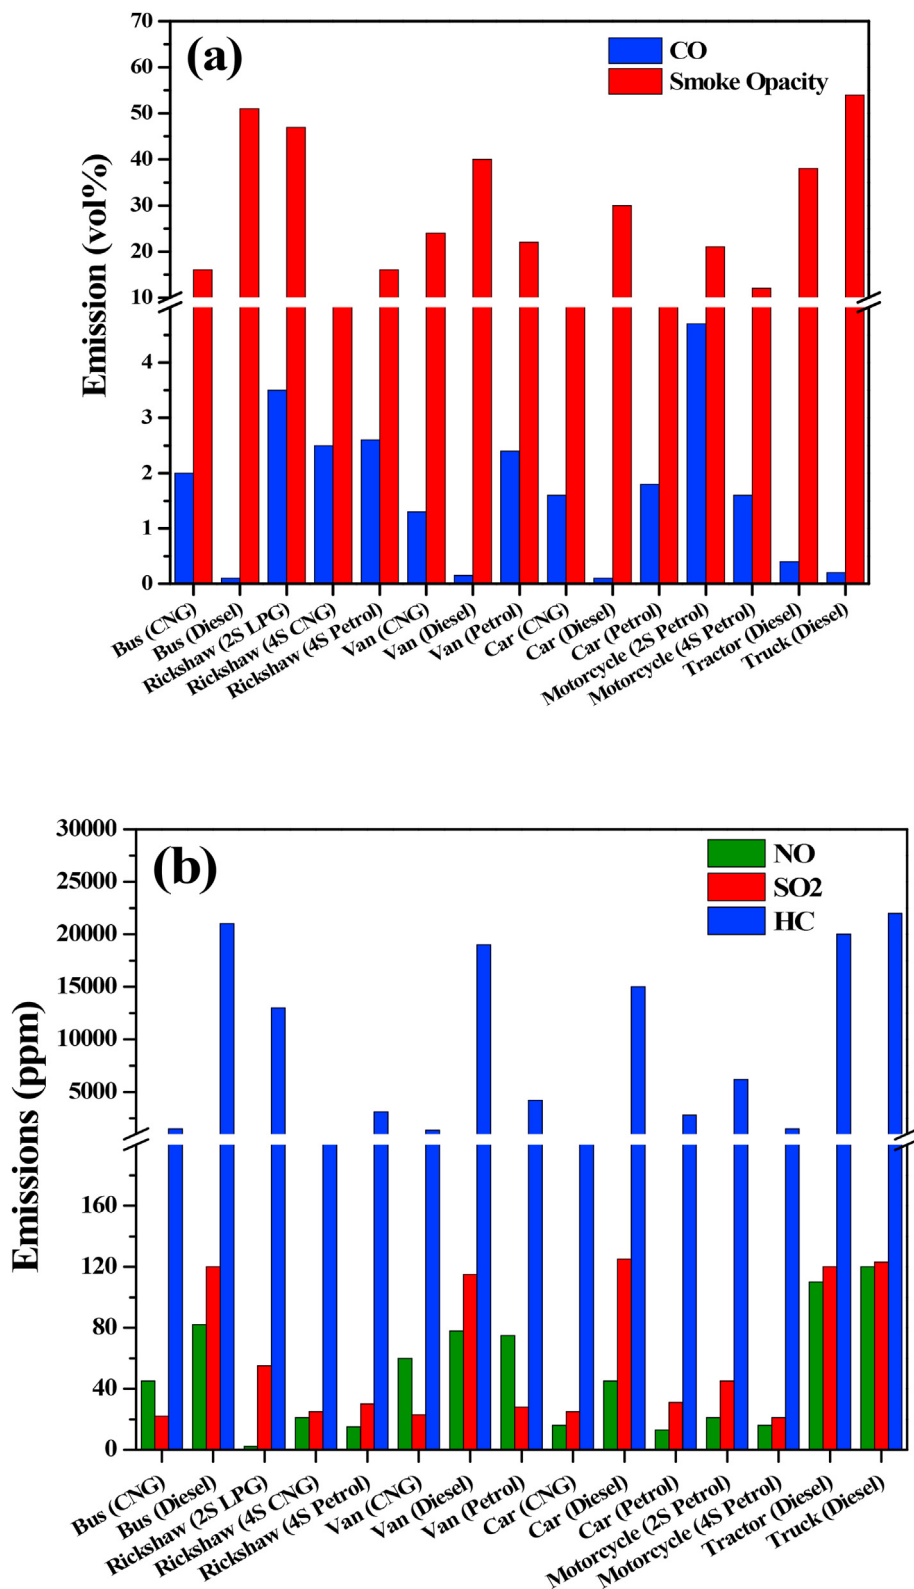 (a)
CO
Smoke Opacity
Emission (vol%)
70
60
50
40
30
20
10
4
3
2
1
0
Bus (CNG)
Bus (Diesel)
Rickshaw (2S LPG)
Rickshaw (4S CNG)
Rickshaw (4S Petrol)
Van (CNG)
Van (Diesel)
Van (Petrol)
Car (CNG)
Car (Diesel)
Car (Petrol)
Motorcycle (2S Petrol)
Motorcycle (4S Petrol)
Tractor (Diesel)
Truck (Diesel)
(b)
NO
SO2
HC
Emissions (ppm)
30000
25000
20000
15000
10000
5000
160
120
80
40
0
Bus (CNG)
Bus (Diesel)
Rickshaw (2S LPG)
Rickshaw (4S CNG)
Rickshaw (4S Petrol)
Van (CNG)
Van (Diesel)
Van (Petrol)
Car (CNG)
Car (Diesel)
Car (Petrol)
Motorcycle (2S Petrol)
Motorcycle (4S Petrol)
Tractor (Diesel)
Truck (Diesel)